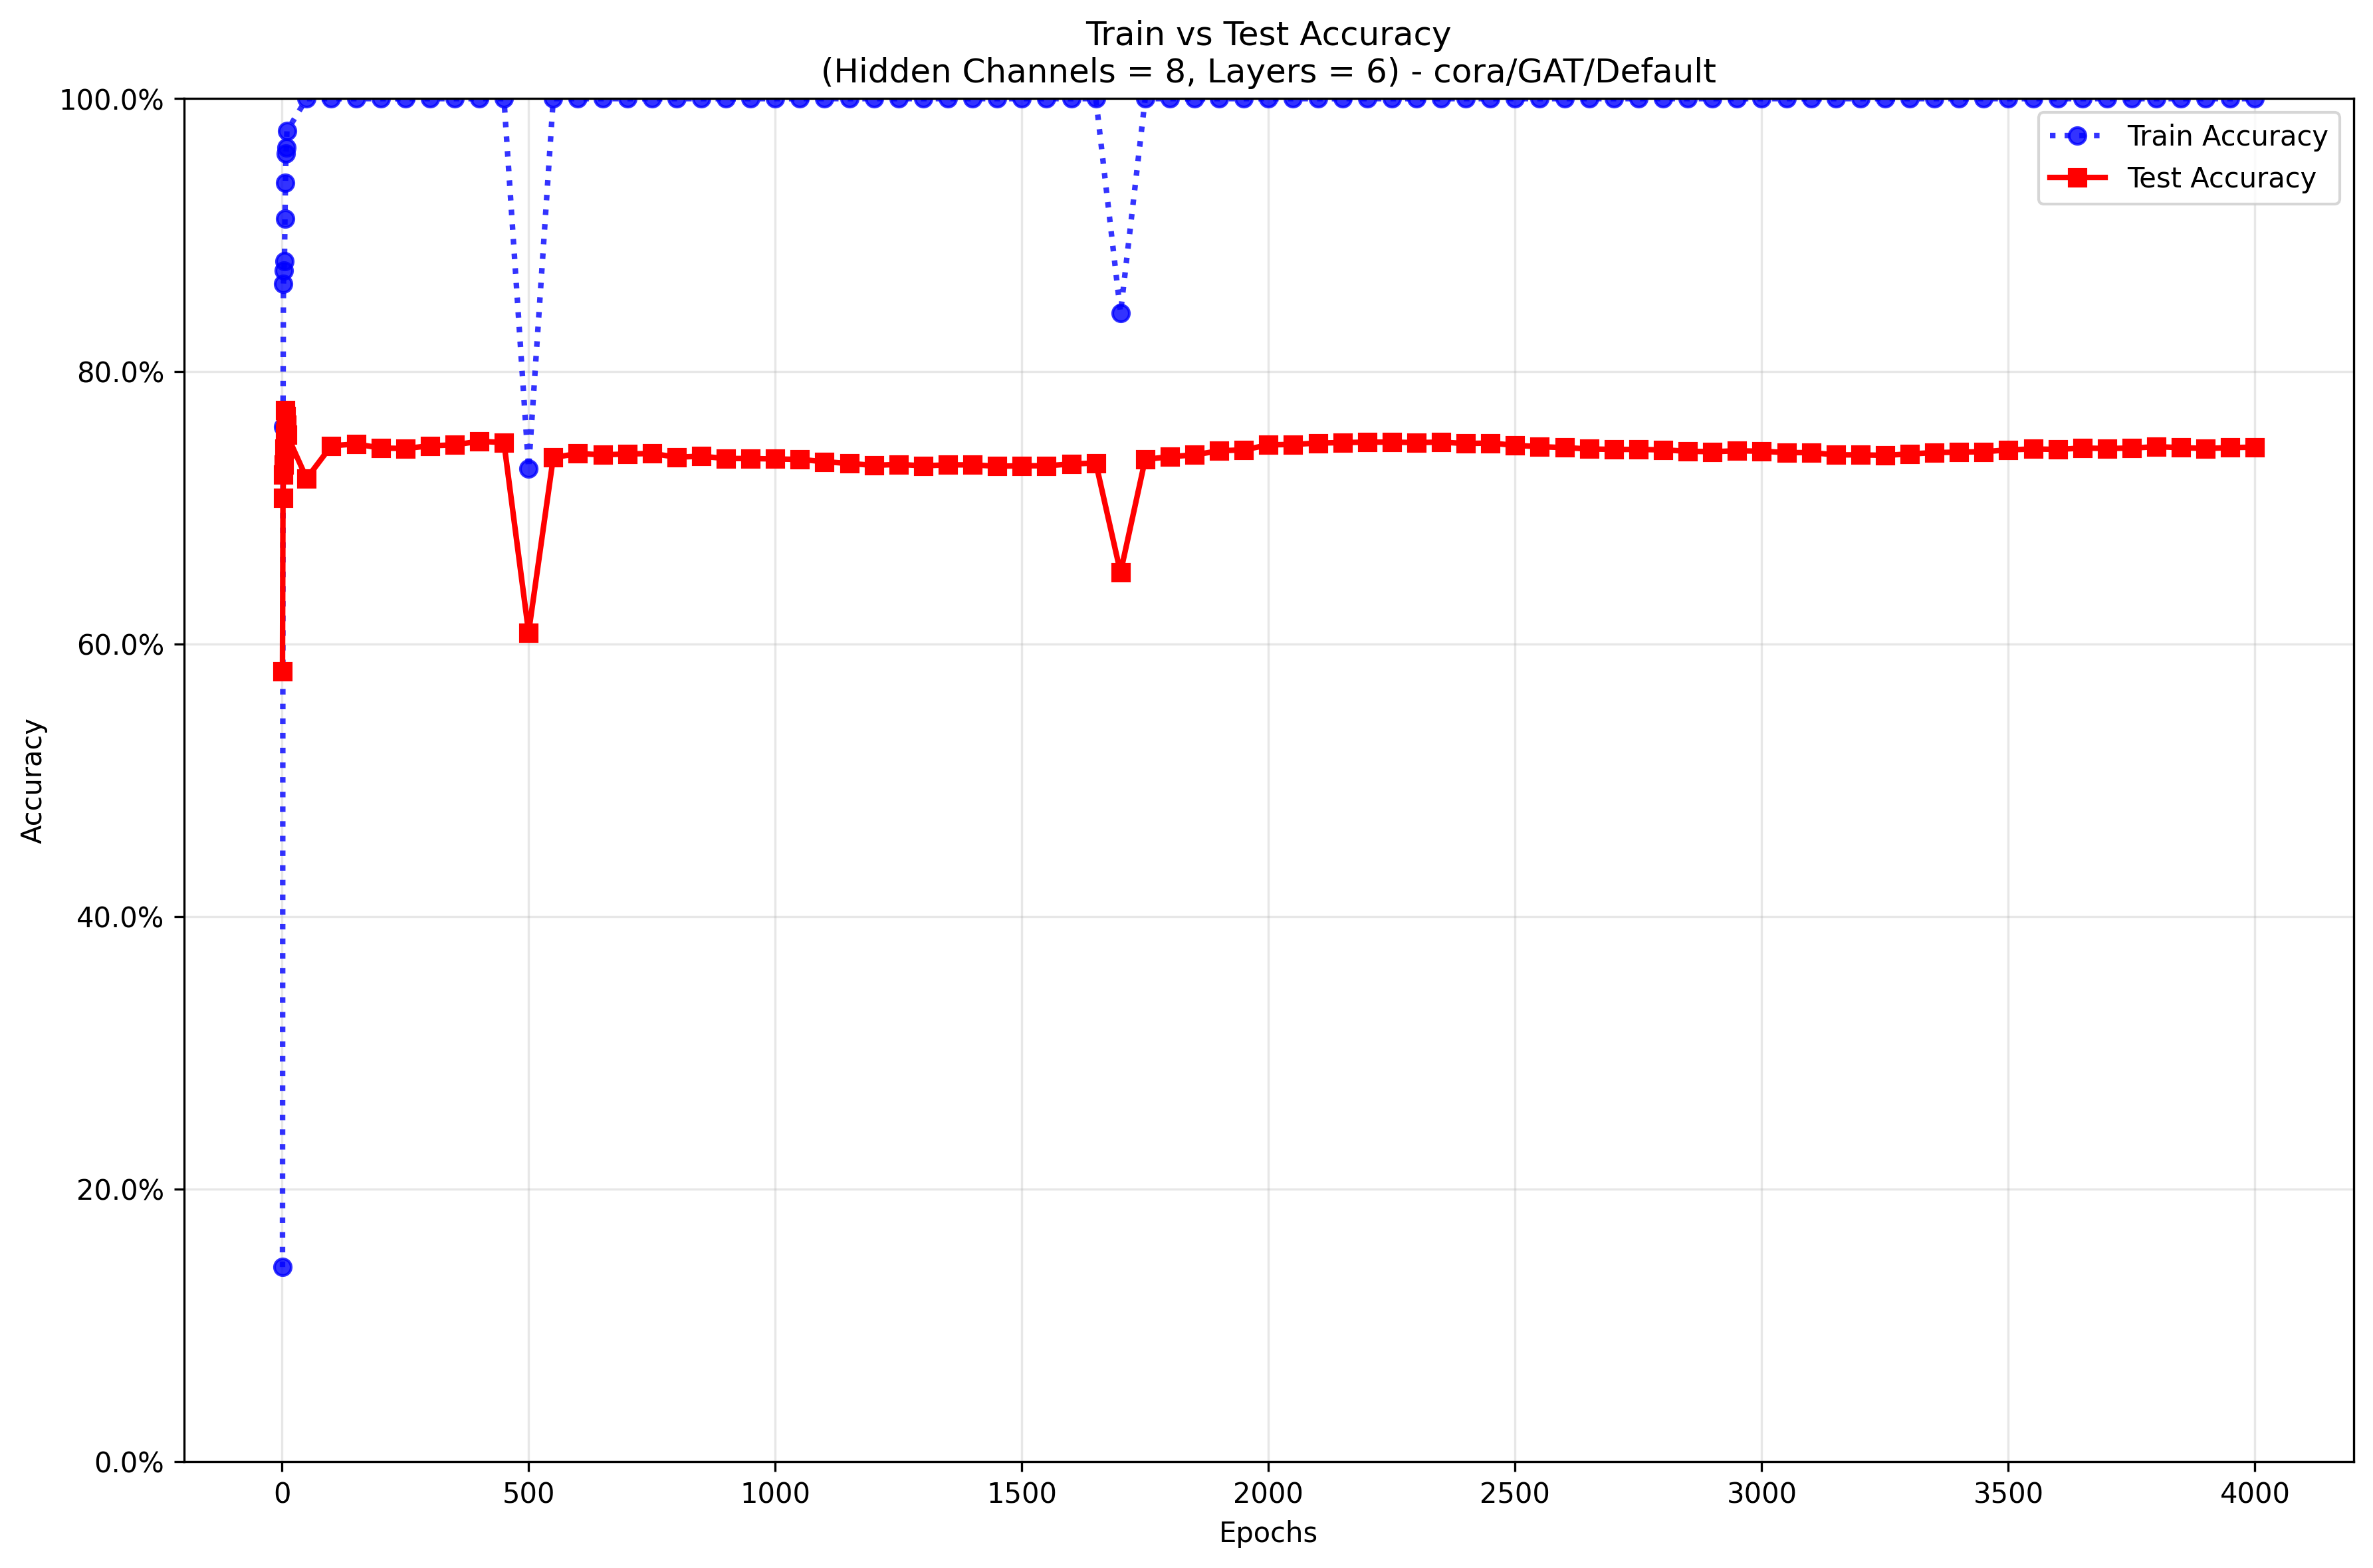 Train vs Test Accuracy
(Hidden Channels = 8, Layers = 6) - cora/GAT/Default
100.0%
80.0%
60.0%
40.0%
20.0%
0.0%
Accuracy
Train Accuracy
Test Accuracy
0 500 1000 1500 2000 2500 3000 3500 4000
Epochs